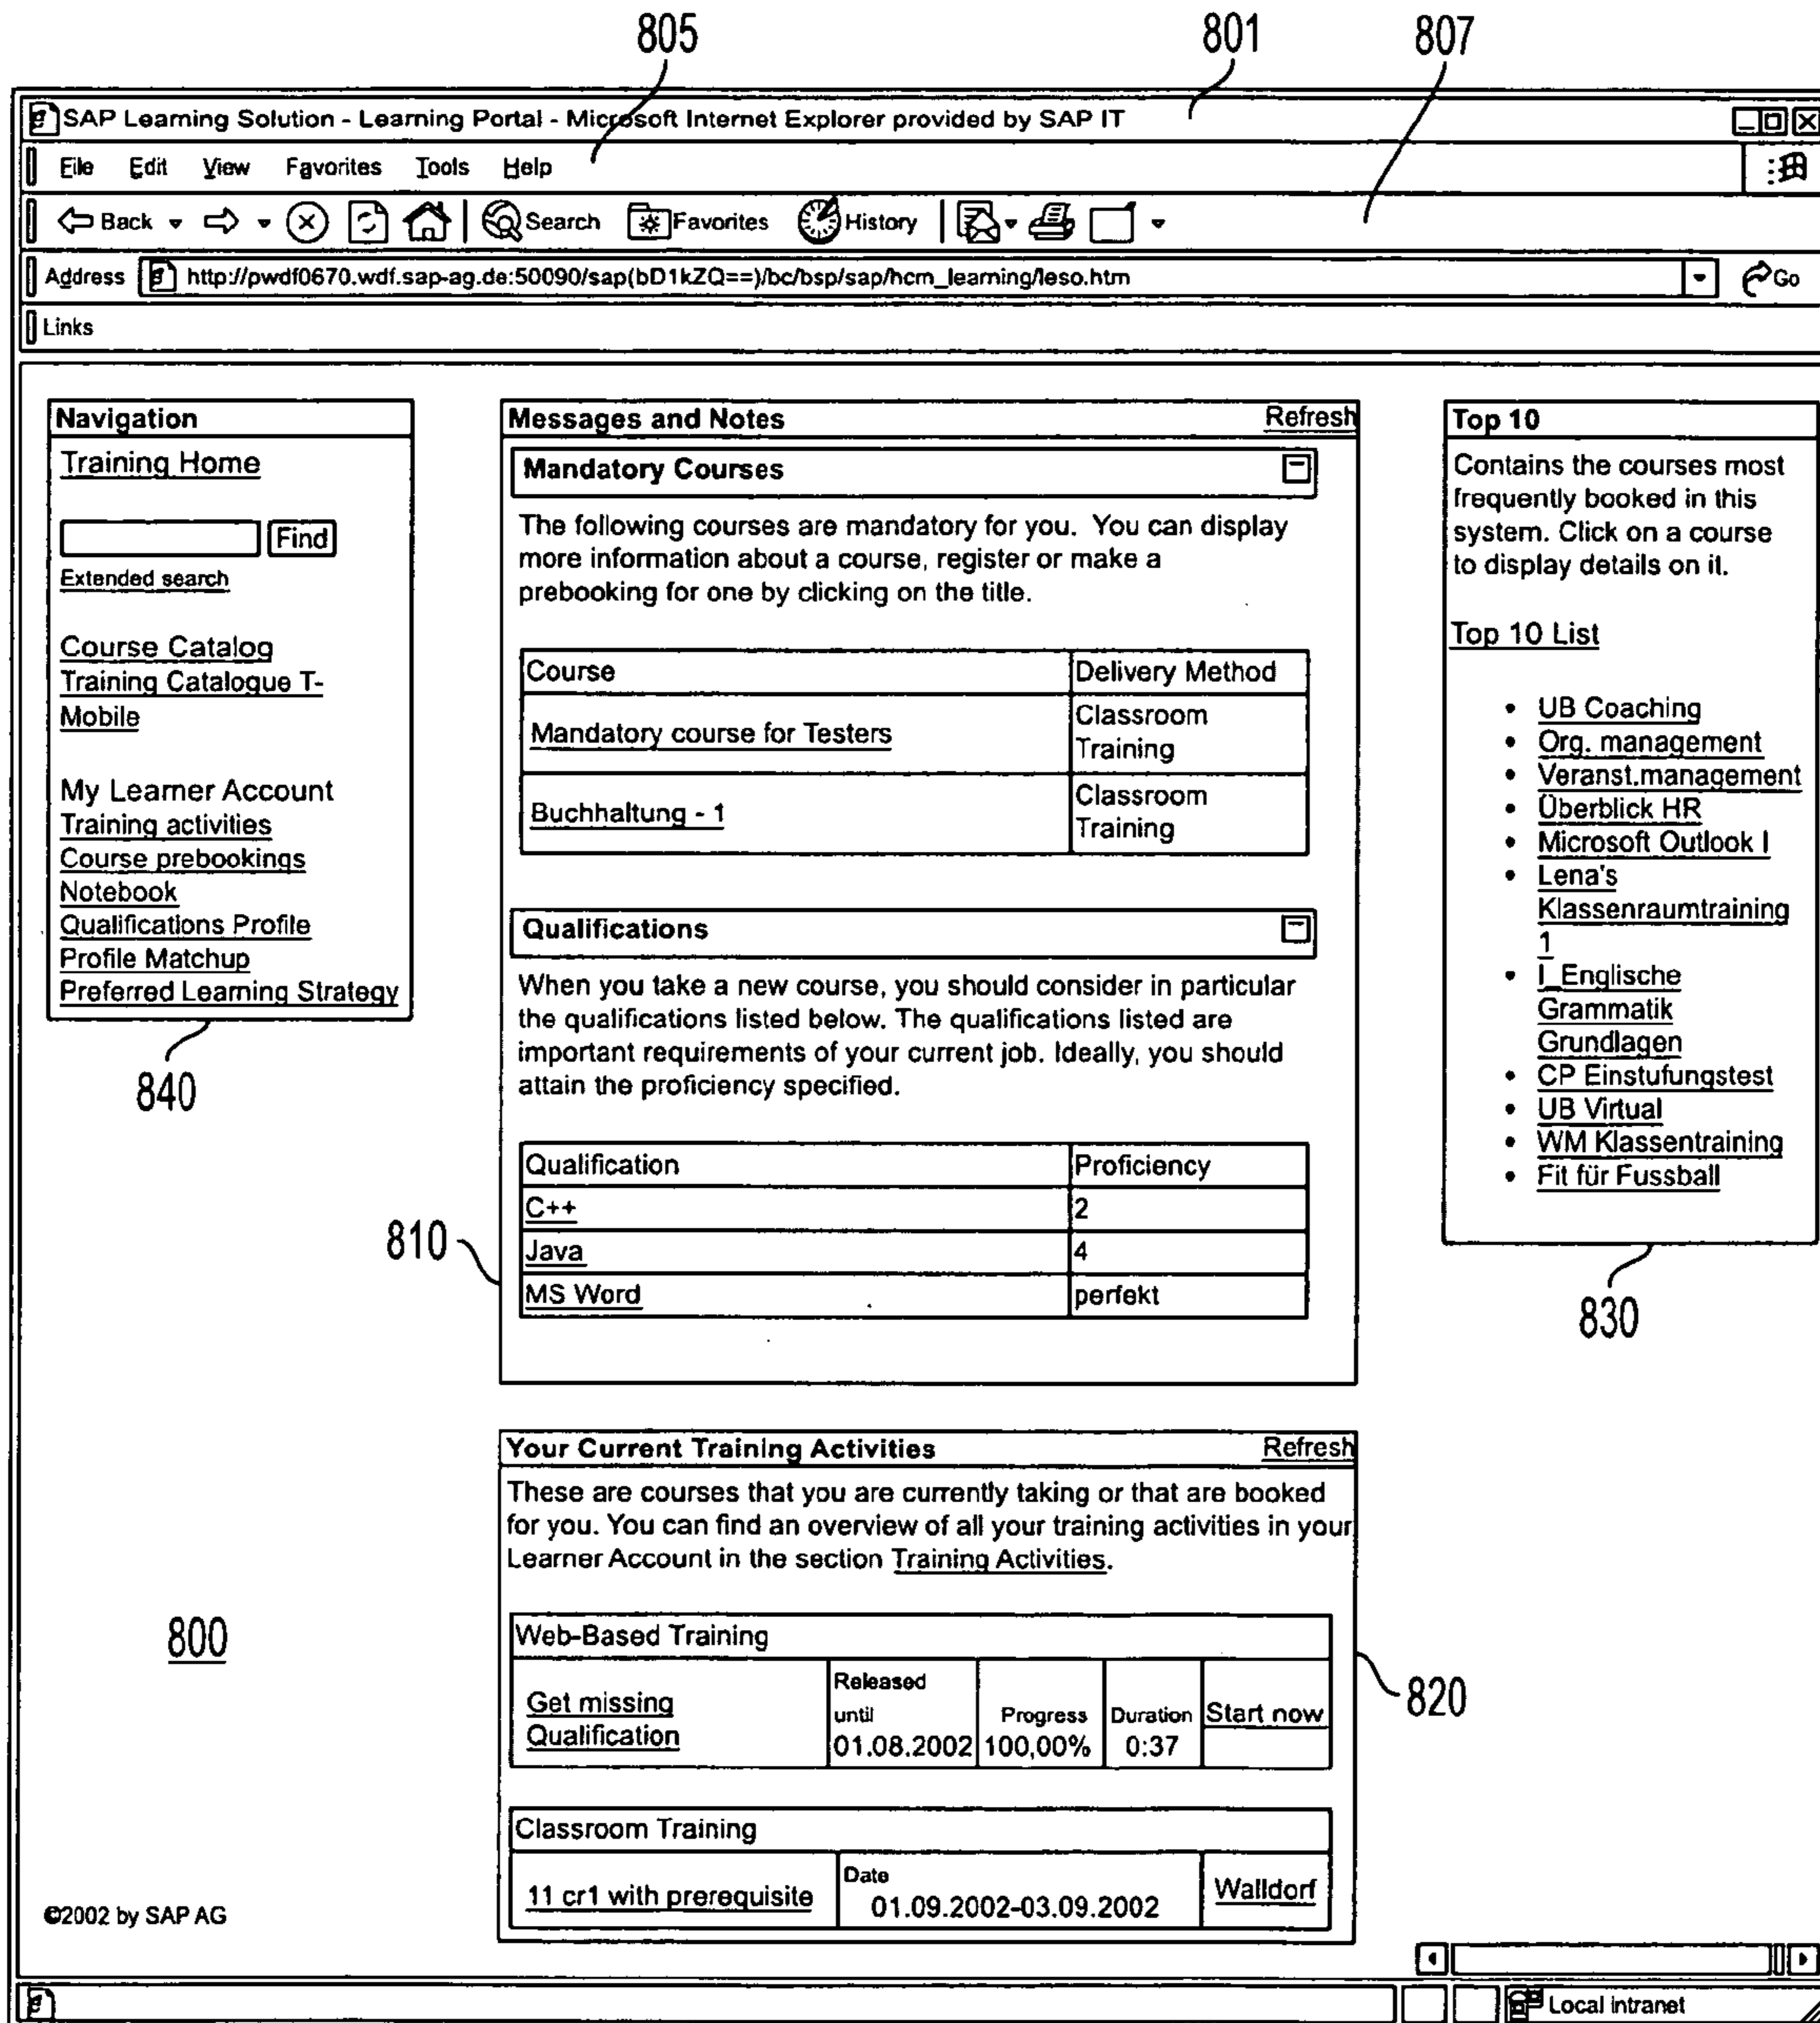 805 801 807
SAP Learning Solution - Learning Portal - Microsoft Internet Explorer provided by SAP IT
File Edit View Favorites Tools Help
Back Search Favorites History
Address http://pwdf0670.wdf.sap-ag.de:50090/sap(bD1kZQ==)/bc/bsp/sap/hcm_learning/leso.htm Go
Links
Navigation
Training Home
Find
Extended search
Course Catalog
Training Catalogue T-
Mobile
My Learner Account
Training activities
Course prebookings
Notebook
Qualifications Profile
Profile Matchup
Preferred Learning Strategy
840
Messages and Notes Refresh
Mandatory Courses
The following courses are mandatory for you. You can display
more information about a course, register or make a
prebooking for one by clicking on the title.
Course Delivery Method
Mandatory course for Testers Classroom
Training
Buchhaltung - 1 Classroom
Training
Qualifications
When you take a new course, you should consider in particular
the qualifications listed below. The qualifications listed are
important requirements of your current job. Ideally, you should
attain the proficiency specified.
Qualification Proficiency
C++ 2
Java 4
MS Word perfekt
810
Top 10
Contains the courses most
frequently booked in this
system. Click on a course
to display details on it.
Top 10 List
• UB Coaching
• Org. management
• Veranst.management
• Überblick HR
• Microsoft Outlook I
• Lena's
Klassenraumtraining
1
• I_Englische
Grammatik
Grundlagen
• CP Einstufungstest
• UB Virtual
• WM Klassentraining
• Fit für Fussball
830
Your Current Training Activities Refresh
These are courses that you are currently taking or that are booked
for you. You can find an overview of all your training activities in your
Learner Account in the section Training Activities.
Web-Based Training
Get missing
Qualification
Released
until
01.08.2002
Progress
100,00%
Duration
0:37
Start now
820
Classroom Training
11 cr1 with prerequisite
Date
01.09.2002-03.09.2002
Walldorf
800
©2002 by SAP AG
Local intranet